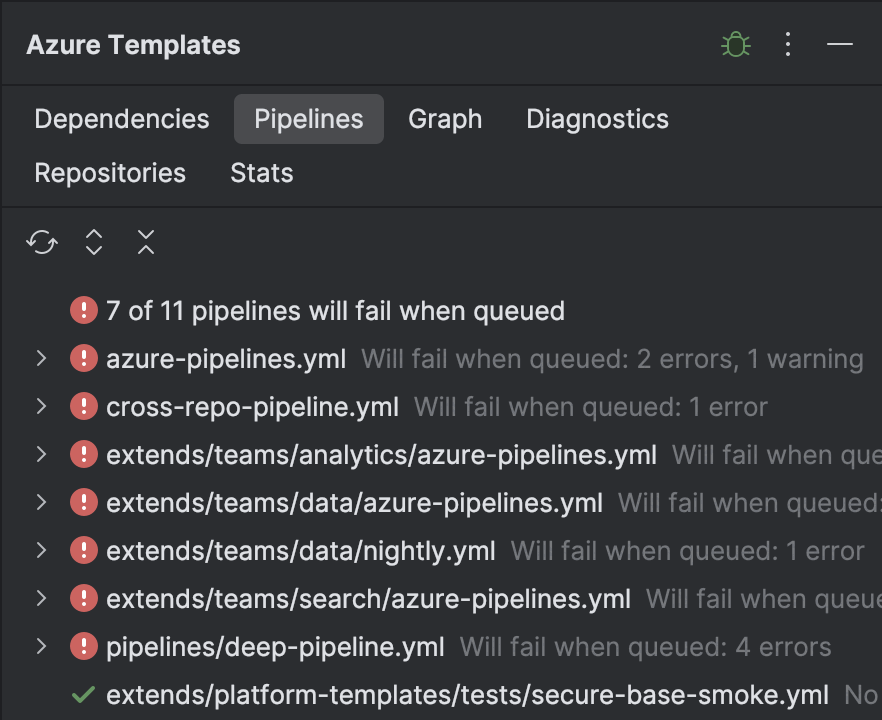 Azure Templates
Dependencies Pipelines Graph Diagnostics
Repositories Stats
7 of 11 pipelines will fail when queued
azure-pipelines.yml Will fail when queued: 2 errors, 1 warning
cross-repo-pipeline.yml Will fail when queued: 1 error
extends/teams/analytics/azure-pipelines.yml Will fail when que
extends/teams/data/azure-pipelines.yml Will fail when queued:
extends/teams/data/nightly.yml Will fail when queued: 1 error
extends/teams/search/azure-pipelines.yml Will fail when queue
pipelines/deep-pipeline.yml Will fail when queued: 4 errors
extends/platform-templates/tests/secure-base-smoke.yml No